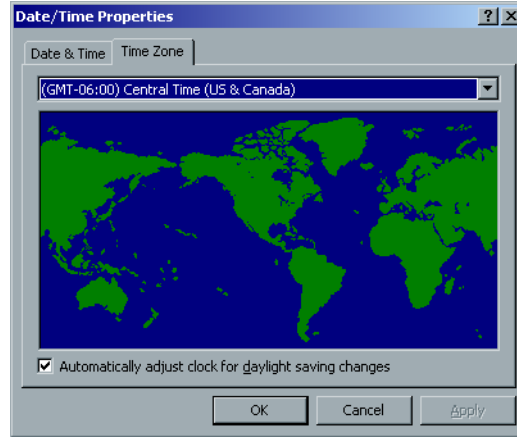 Date/Time Properties
Date & Time Time Zone
(GMT-06:00) Central Time (US & Canada)
Automatically adjust clock for daylight saving changes
OK Cancel Apply